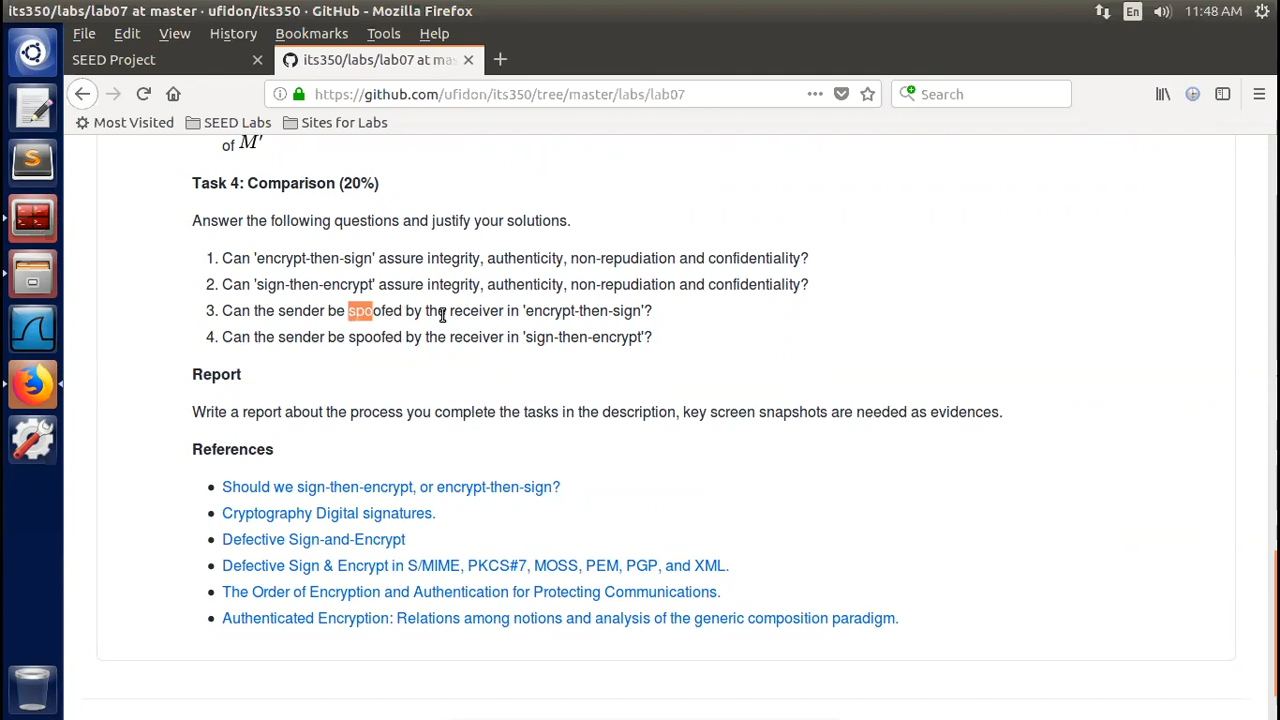 its350/labs/lab07 at master · ufidon/its350 · GitHub - Mozilla Firefox
En 11:48 AM
File Edit View History Bookmarks Tools Help
SEED Project
its350/labs/lab07 at mas
https://github.com/ufidon/its350/tree/master/labs/lab07
Search
Most Visited SEED Labs Sites for Labs
of M′
Task 4: Comparison (20%)
Answer the following questions and justify your solutions.
1. Can 'encrypt-then-sign' assure integrity, authenticity, non-repudiation and confidentiality?
2. Can 'sign-then-encrypt' assure integrity, authenticity, non-repudiation and confidentiality?
3. Can the sender be spoofed by the receiver in 'encrypt-then-sign'?
4. Can the sender be spoofed by the receiver in 'sign-then-encrypt'?
Report
Write a report about the process you complete the tasks in the description, key screen snapshots are needed as evidences.
References
Should we sign-then-encrypt, or encrypt-then-sign?
Cryptography Digital signatures.
Defective Sign-and-Encrypt
Defective Sign & Encrypt in S/MIME, PKCS#7, MOSS, PEM, PGP, and XML.
The Order of Encryption and Authentication for Protecting Communications.
Authenticated Encryption: Relations among notions and analysis of the generic composition paradigm.